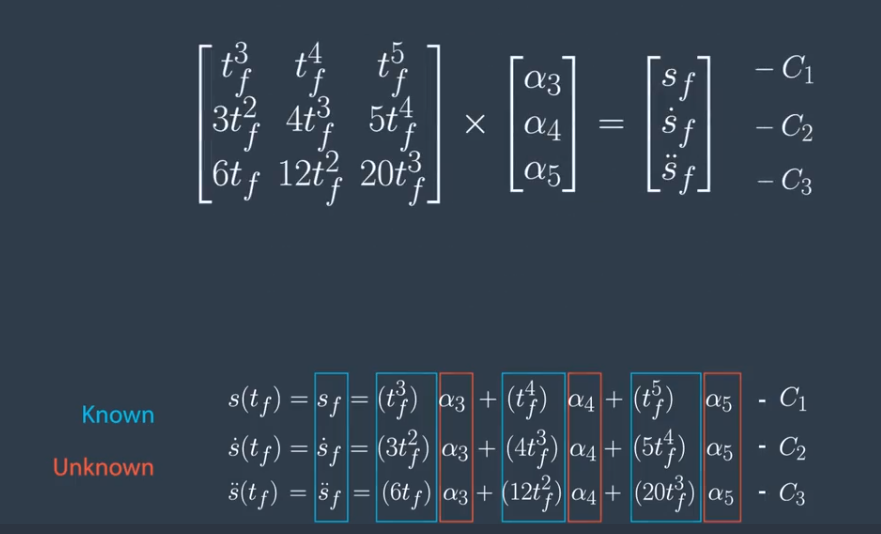 [t_f^3 t_f^4 t_f^5] [α_3] [s_f] – C_1
[3t_f^2 4t_f^3 5t_f^4] × [α_4] = [ṡ_f] – C_2
[6t_f 12t_f^2 20t_f^3] [α_5] [s̈_f] – C_3
s(t_f) = s_f = (t_f^3) α_3 + (t_f^4) α_4 + (t_f^5) α_5 - C_1
Known
ṡ(t_f) = ṡ_f = (3t_f^2) α_3 + (4t_f^3) α_4 + (5t_f^4) α_5 - C_2
Unknown
s̈(t_f) = s̈_f = (6t_f) α_3 + (12t_f^2) α_4 + (20t_f^3) α_5 - C_3